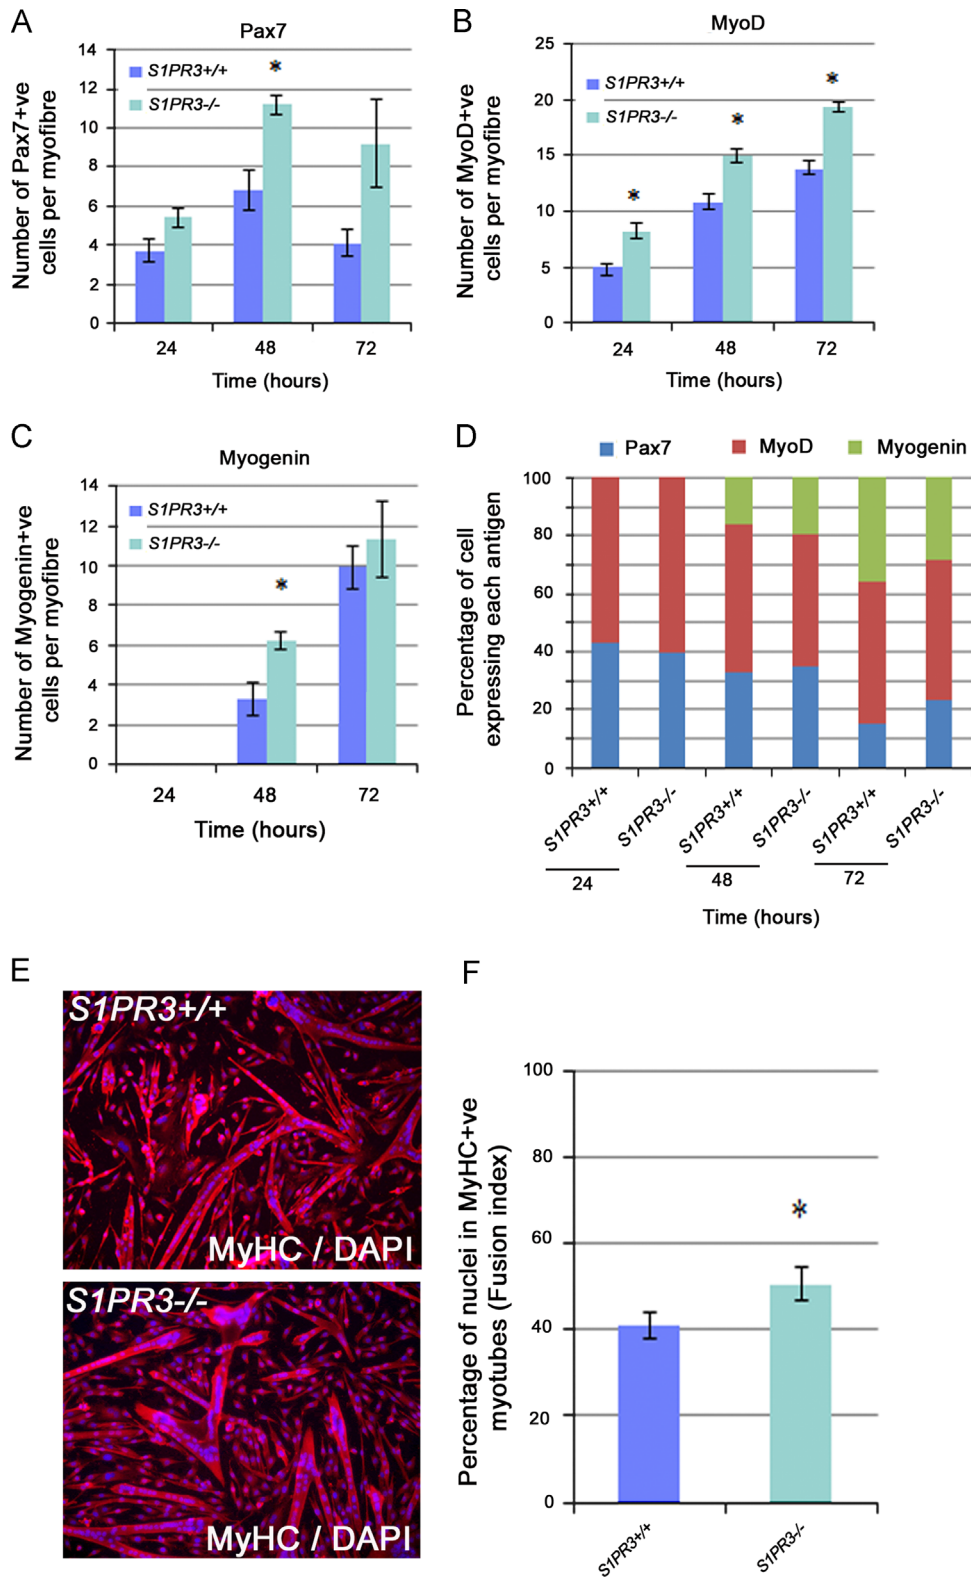 A
Pax7
Number of Pax7+ve
cells per myofibre
14
12
10
8
6
4
2
0
S1PR3+/+
S1PR3-/-
*
24 48 72
Time (hours)
B
MyoD
Number of MyoD+ve
cells per myofibre
25
20
15
10
5
0
S1PR3+/+
S1PR3-/-
* * *
24 48 72
Time (hours)
C
Myogenin
Number of Myogenin+ve
cells per myofibre
14
12
10
8
6
4
2
0
S1PR3+/+
S1PR3-/-
*
24 48 72
Time (hours)
D
Pax7 MyoD Myogenin
Percentage of cell
expressing each antigen
100
80
60
40
20
0
S1PR3+/+ S1PR3-/- S1PR3+/+ S1PR3-/- S1PR3+/+ S1PR3-/-
24 48 72
Time (hours)
E
S1PR3+/+
MyHC / DAPI
S1PR3-/-
MyHC / DAPI
F
Percentage of nuclei in MyHC+ve
myotubes (Fusion index)
100
80
60
40
20
0
*
S1PR3+/+ S1PR3-/-